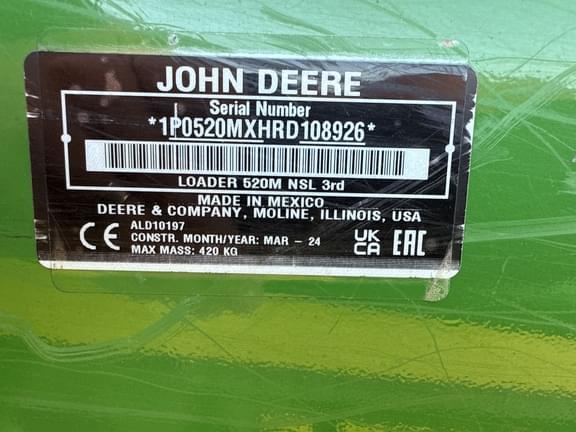 JOHN DEERE
Serial Number
*1P0520MXHRD108926*
LOADER 520M NSL 3rd
MADE IN MEXICO
DEERE & COMPANY, MOLINE, ILLINOIS, USA
ALD10197
CE CONSTR. MONTH/YEAR: MAR - 24 UK CA EAC
MAX MASS: 420 KG